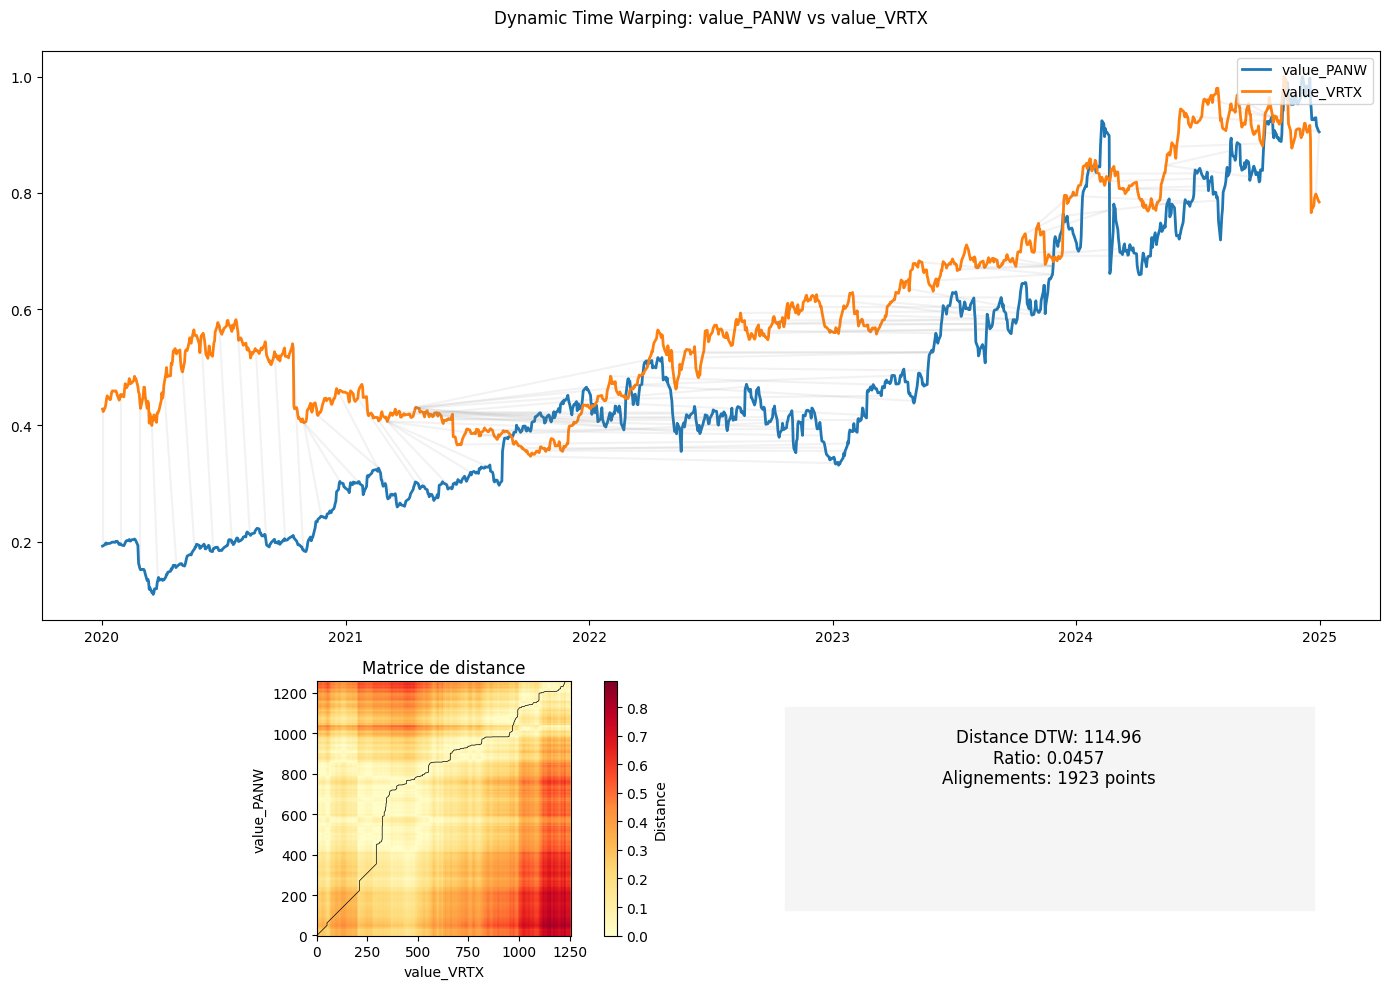 Dynamic Time Warping: value_PANW vs value_VRTX
value_PANW
value_VRTX
1.0
0.8
0.6
0.4
0.2
2020 2021 2022 2023 2024 2025
Matrice de distance
value_PANW
1200
1000
800
600
400
200
0
0 250 500 750 1000 1250
value_VRTX
0.8
0.7
0.6
0.5
0.4
0.3
0.2
0.1
0.0
Distance
Distance DTW: 114.96
Ratio: 0.0457
Alignements: 1923 points